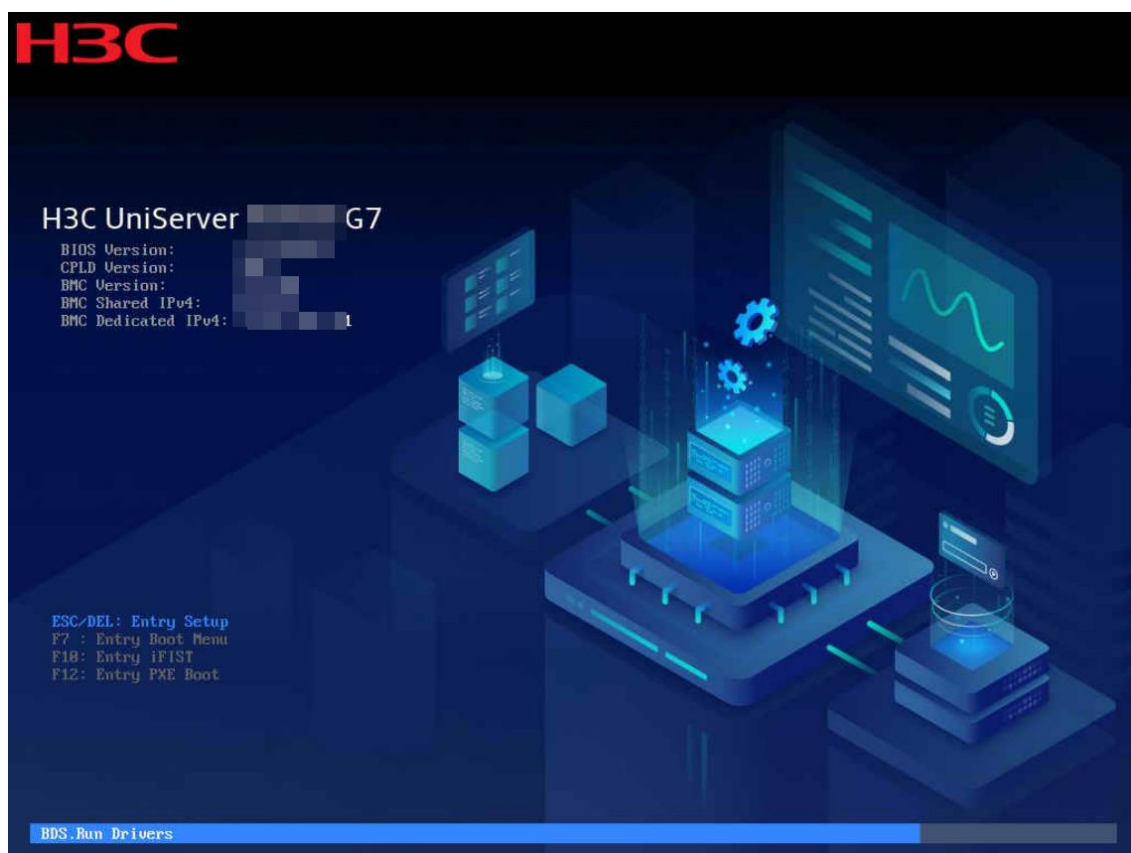 H3C
H3C UniServer G7
BIOS Version:
CPLD Version:
BMC Version:
BMC Shared IPv4:
BMC Dedicated IPv4: 1
ESC/DEL: Entry Setup
F7 : Entry Boot Menu
F10: Entry iFIST
F12: Entry PXE Boot
BDS.Run Drivers